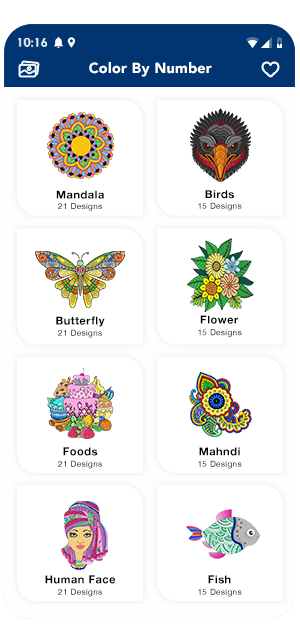 10:16
Color By Number
Mandala
21 Designs
Birds
15 Designs
Butterfly
21 Designs
Flower
15 Designs
Foods
21 Designs
Mahndi
15 Designs
Human Face
21 Designs
Fish
15 Designs